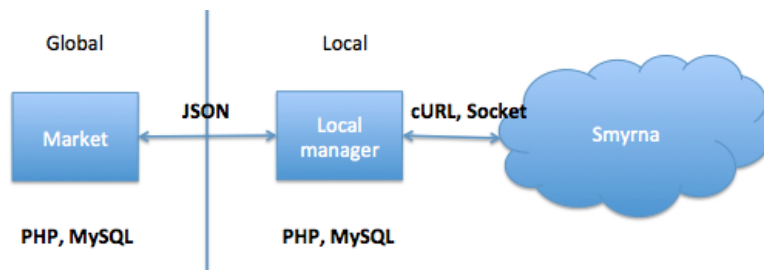 Global
Local
JSON
cURL, Socket
Market
Local
manager
Smyrna
PHP, MySQL
PHP, MySQL